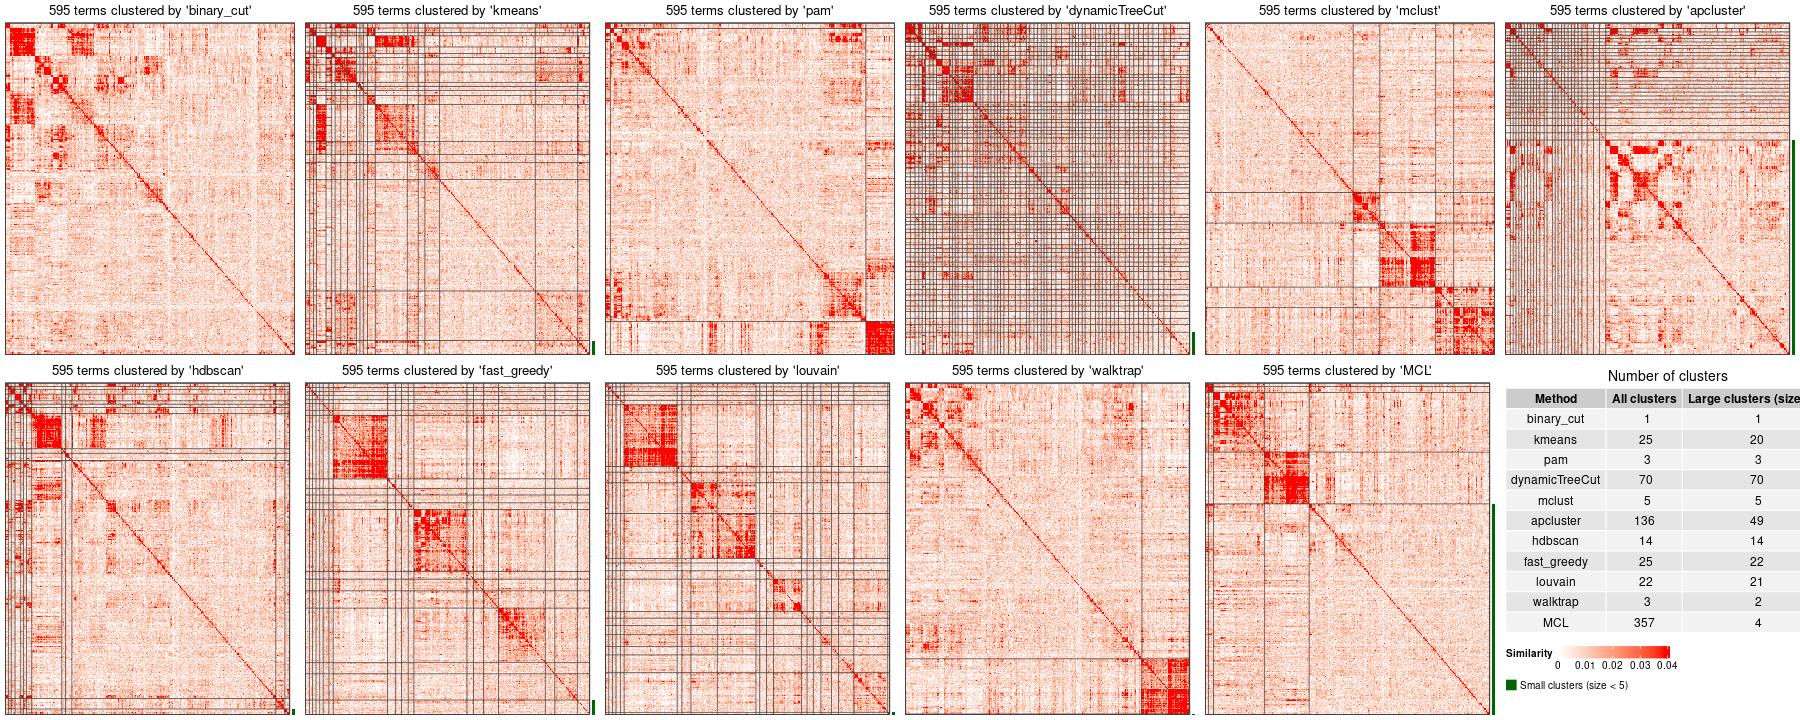 595 terms clustered by 'binary_cut'
595 terms clustered by 'kmeans'
595 terms clustered by 'pam'
595 terms clustered by 'dynamicTreeCut'
595 terms clustered by 'mclust'
595 terms clustered by 'apcluster'
595 terms clustered by 'hdbscan'
595 terms clustered by 'fast_greedy'
595 terms clustered by 'louvain'
595 terms clustered by 'walktrap'
595 terms clustered by 'MCL'
Number of clusters
Method All clusters Large clusters (size
binary_cut 1 1
kmeans 25 20
pam 3 3
dynamicTreeCut 70 70
mclust 5 5
apcluster 136 49
hdbscan 14 14
fast_greedy 25 22
louvain 22 21
walktrap 3 2
MCL 357 4
Similarity
0 0.01 0.02 0.03 0.04
Small clusters (size < 5)